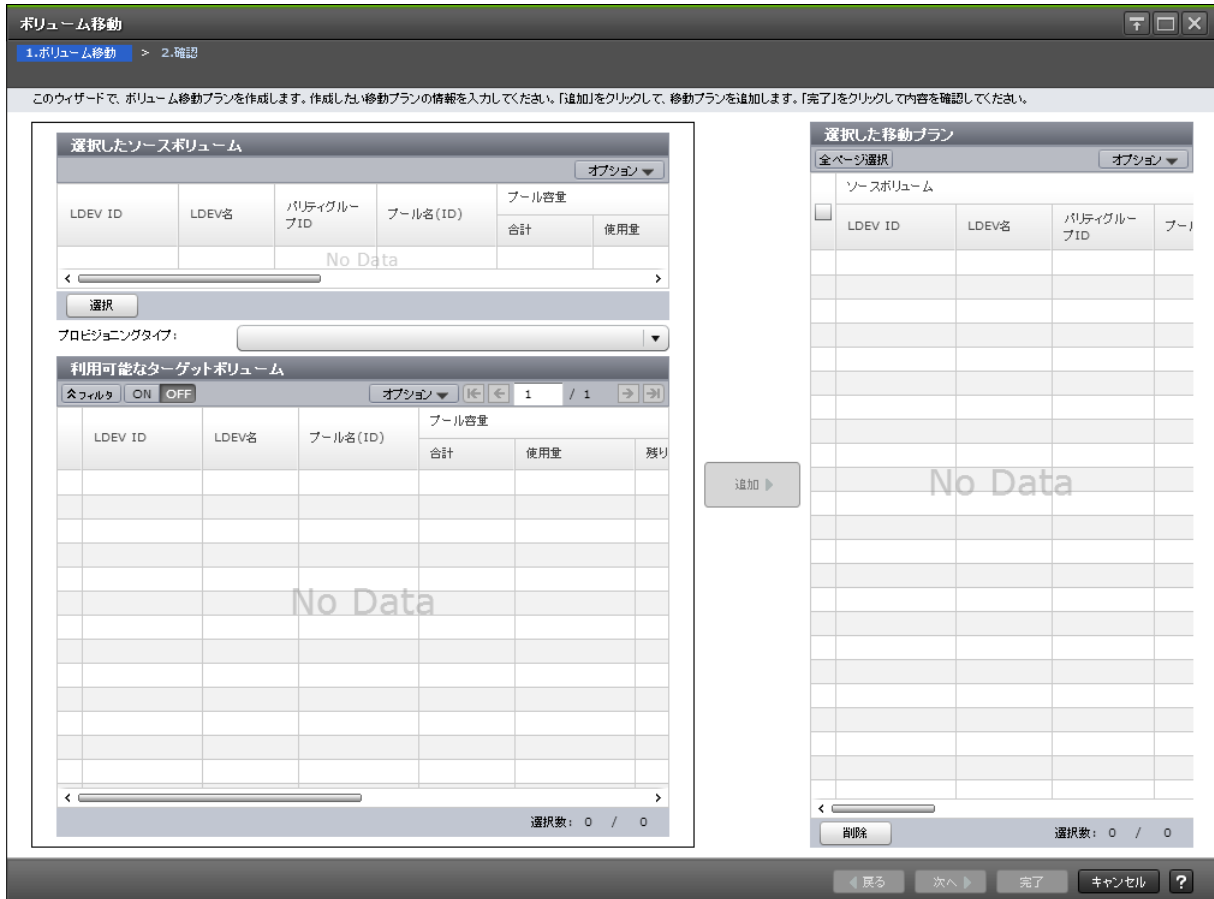 ボリューム移動
1.ボリューム移動 > 2.確認
このウィザードで、ボリューム移動プランを作成します。作成したい移動プランの情報を入力してください。「追加」をクリックして、移動プランを追加します。「完了」をクリックして内容を確認してください。
選択したソースボリューム
オプション
LDEV ID LDEV名 パリティグループID プール名(ID) プール容量
合計 使用量
No Data
選択
プロビジョニングタイプ:
利用可能なターゲットボリューム
フィルタ ON OFF オプション 1 / 1
LDEV ID LDEV名 プール名(ID) プール容量
合計 使用量 残り
No Data
選択数: 0 / 0
追加
選択した移動プラン
全ページ選択 オプション
ソースボリューム
LDEV ID LDEV名 パリティグループID プール
No Data
削除 選択数: 0 / 0
戻る 次へ 完了 キャンセル ?